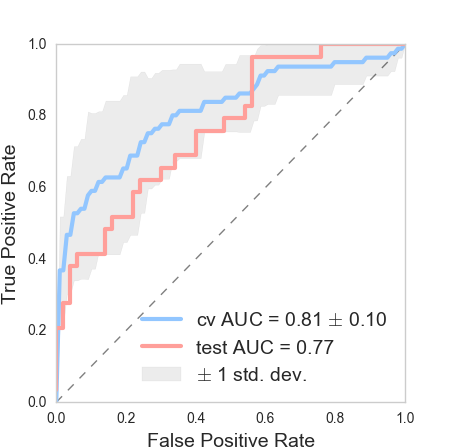 1.0
0.8
0.6
0.4
0.2
0.0
True Positive Rate
cv AUC = 0.81 ± 0.10
test AUC = 0.77
± 1 std. dev.
0.0 0.2 0.4 0.6 0.8 1.0
False Positive Rate